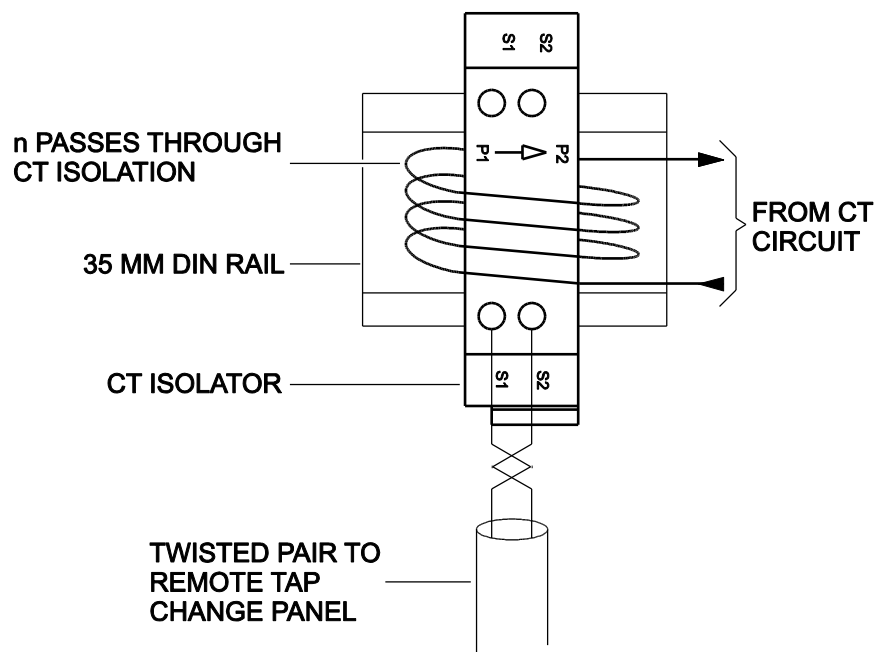 S1 S2
n PASSES THROUGH
CT ISOLATION
P1 P2
FROM CT
CIRCUIT
35 MM DIN RAIL
CT ISOLATOR
S1 S2
TWISTED PAIR TO
REMOTE TAP
CHANGE PANEL